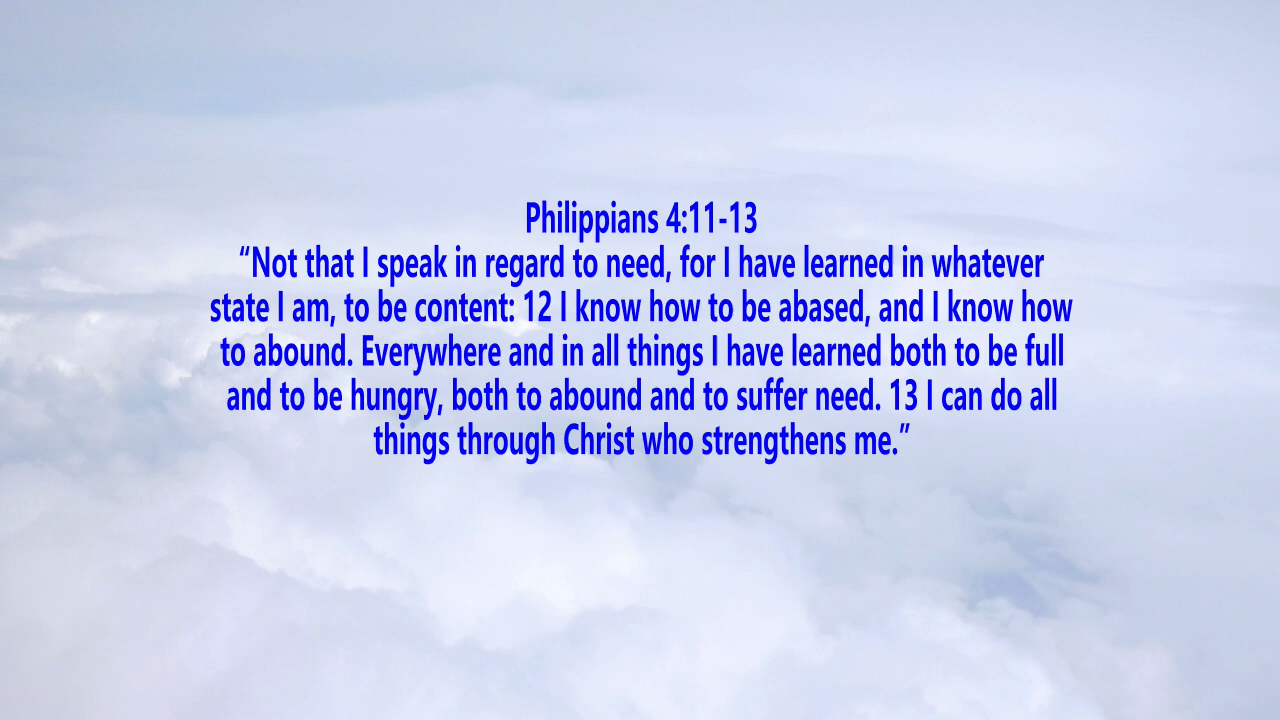 Philippians 4:11-13
“Not that I speak in regard to need, for I have learned in whatever
state I am, to be content: 12 I know how to be abased, and I know how
to abound. Everywhere and in all things I have learned both to be full
and to be hungry, both to abound and to suffer need. 13 I can do all
things through Christ who strengthens me.”